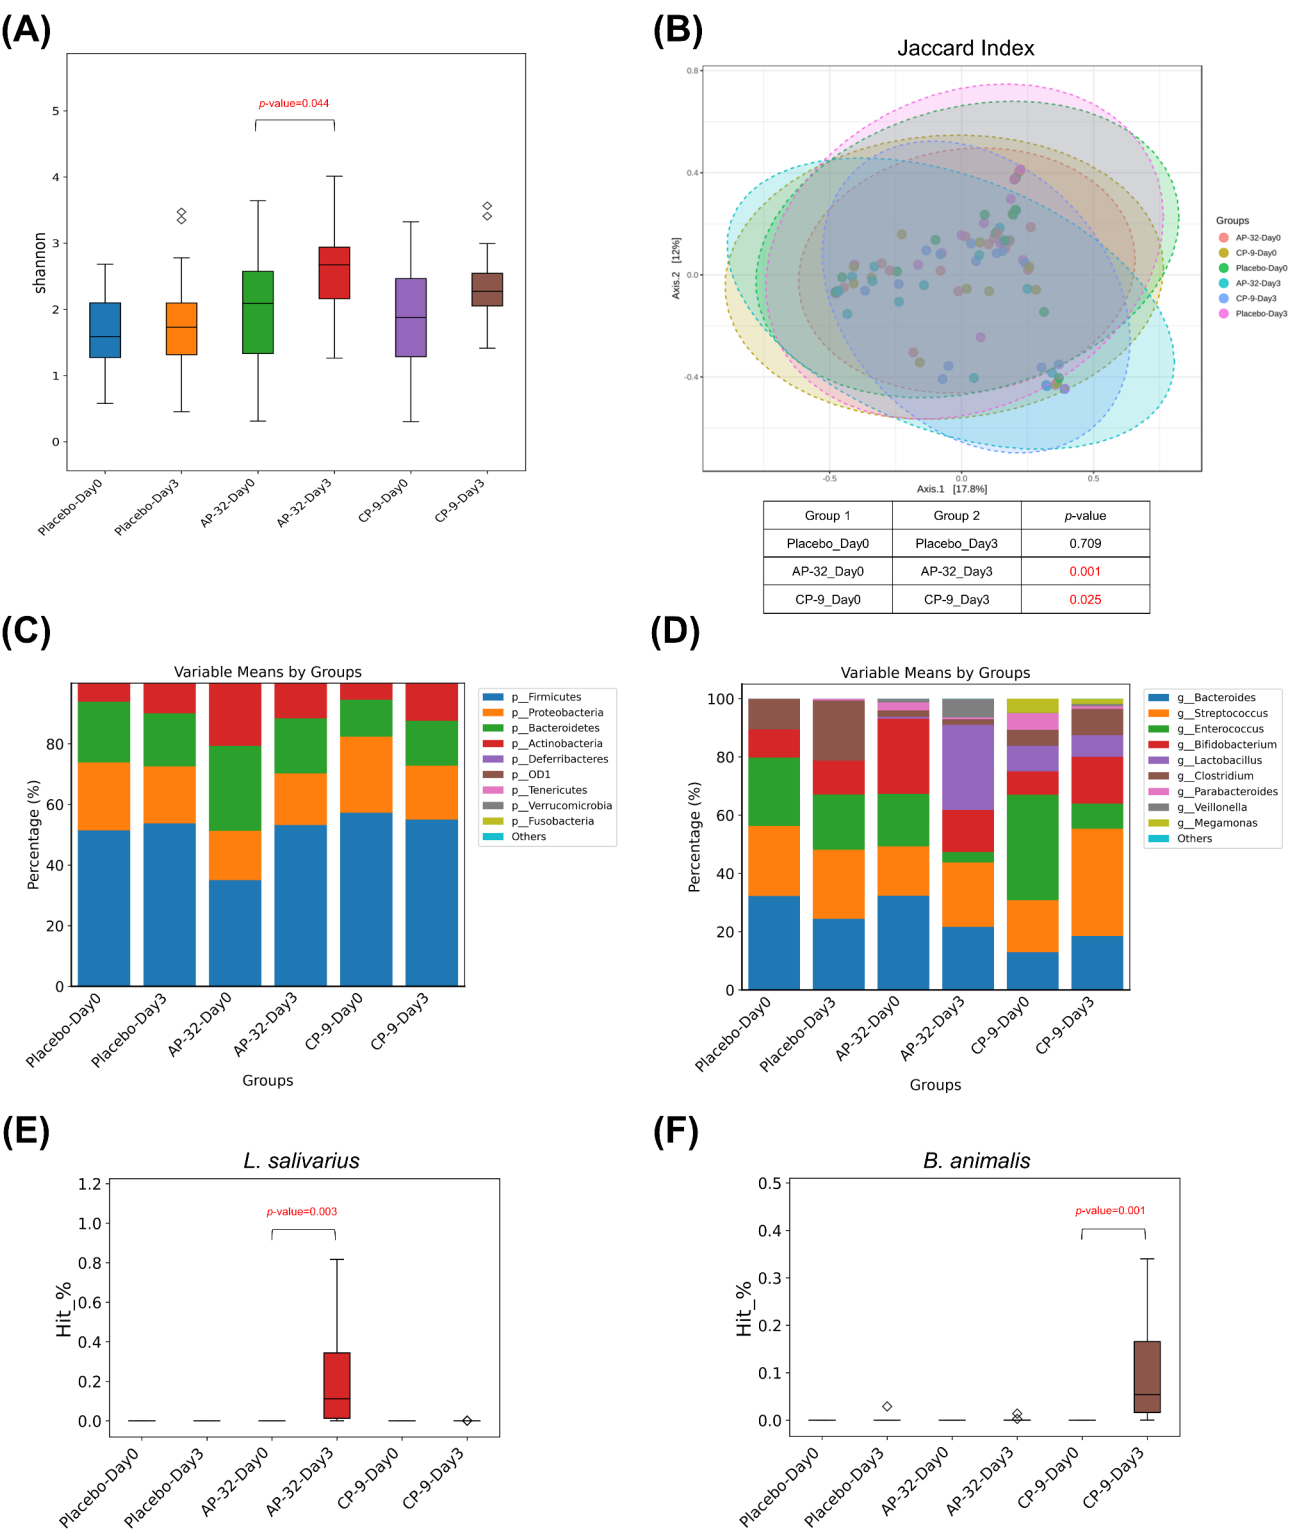 (A)
5
4
3
2
1
0
shannon
p-value=0.044
Placebo-Day0
Placebo-Day3
AP-32-Day0
AP-32-Day3
CP-9-Day0
CP-9-Day3
(B)
Jaccard Index
0.8
0.4
0.0
-0.4
Axis.2 [12%]
-0.5
0.0
0.5
Axis.1 [17.8%]
Groups
AP-32-Day0
CP-9-Day0
Placebo-Day0
AP-32-Day3
CP-9-Day3
Placebo-Day3
Group 1 Group 2 p-value
Placebo_Day0 Placebo_Day3 0.709
AP-32_Day0 AP-32_Day3 0.001
CP-9_Day0 CP-9_Day3 0.025
(C)
Variable Means by Groups
80
60
40
20
0
Percentage (%)
Placebo-Day0
Placebo-Day3
AP-32-Day0
AP-32-Day3
CP-9-Day0
CP-9-Day3
Groups
p__Firmicutes
p__Proteobacteria
p__Bacteroidetes
p__Actinobacteria
p__Deferribacteres
p__OD1
p__Tenericutes
p__Verrucomicrobia
p__Fusobacteria
Others
(D)
Variable Means by Groups
100
80
60
40
20
0
Percentage (%)
Placebo-Day0
Placebo-Day3
AP-32-Day0
AP-32-Day3
CP-9-Day0
CP-9-Day3
Groups
g__Bacteroides
g__Streptococcus
g__Enterococcus
g__Bifidobacterium
g__Lactobacillus
g__Clostridium
g__Parabacteroides
g__Veillonella
g__Megamonas
Others
(E)
L. salivarius
1.2
1.0
0.8
0.6
0.4
0.2
0.0
Hit_%
p-value=0.003
Placebo-Day0
Placebo-Day3
AP-32-Day0
AP-32-Day3
CP-9-Day0
CP-9-Day3
(F)
B. animalis
0.5
0.4
0.3
0.2
0.1
0.0
Hit_%
p-value=0.001
Placebo-Day0
Placebo-Day3
AP-32-Day0
AP-32-Day3
CP-9-Day0
CP-9-Day3